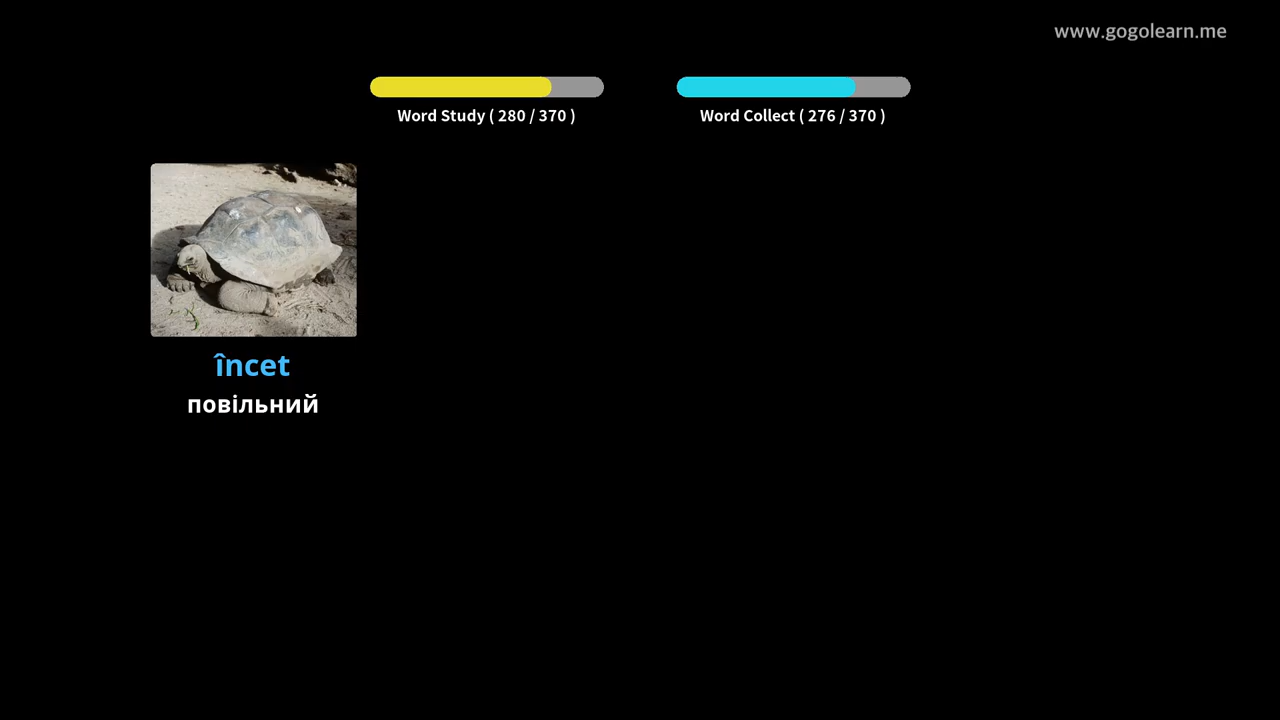 www.gogolearn.me
Word Study ( 280 / 370 )
Word Collect ( 276 / 370 )
încet
повільний